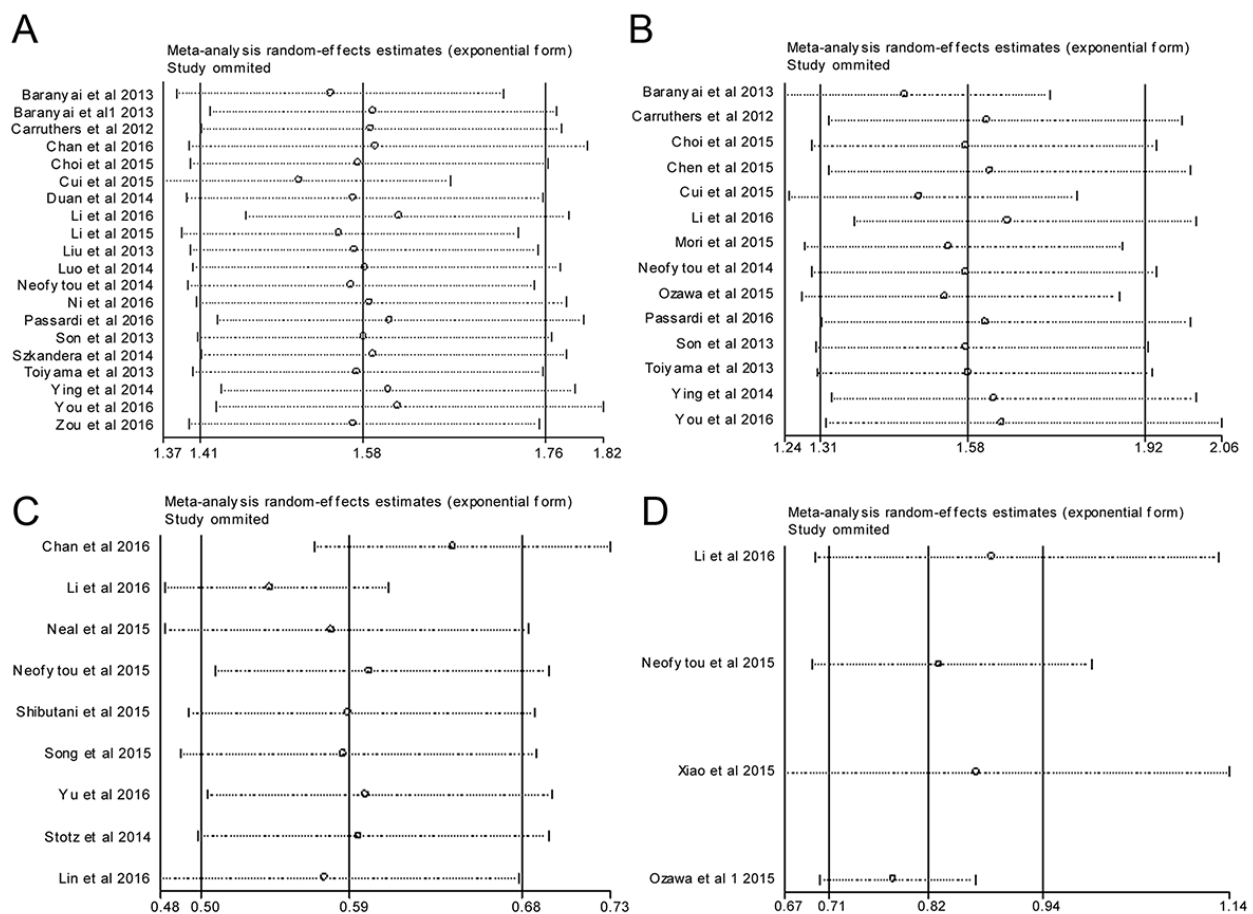 A
Meta-analysis random-effects estimates (exponential form)
Study ommited
Baranyai et al 2013
Baranyai et al1 2013
Carruthers et al 2012
Chan et al 2016
Choi et al 2015
Cui et al 2015
Duan et al 2014
Li et al 2016
Li et al 2015
Liu et al 2013
Luo et al 2014
Neofytou et al 2014
Ni et al 2016
Passardi et al 2016
Son et al 2013
Szkandera et al 2014
Toiyama et al 2013
Ying et al 2014
You et al 2016
Zou et al 2016
1.37 1.41 1.58 1.76 1.82
B
Meta-analysis random-effects estimates (exponential form)
Study ommited
Baranyai et al 2013
Carruthers et al 2012
Choi et al 2015
Chen et al 2015
Cui et al 2015
Li et al 2016
Mori et al 2015
Neofytou et al 2014
Ozawa et al 2015
Passardi et al 2016
Son et al 2013
Toiyama et al 2013
Ying et al 2014
You et al 2016
1.24 1.31 1.58 1.92 2.06
C
Meta-analysis random-effects estimates (exponential form)
Study ommited
Chan et al 2016
Li et al 2016
Neal et al 2015
Neofytou et al 2015
Shibutani et al 2015
Song et al 2015
Yu et al 2016
Stotz et al 2014
Lin et al 2016
0.48 0.50 0.59 0.68 0.73
D
Meta-analysis random-effects estimates (exponential form)
Study ommited
Li et al 2016
Neofytou et al 2015
Xiao et al 2015
Ozawa et al 1 2015
0.67 0.71 0.82 0.94 1.14